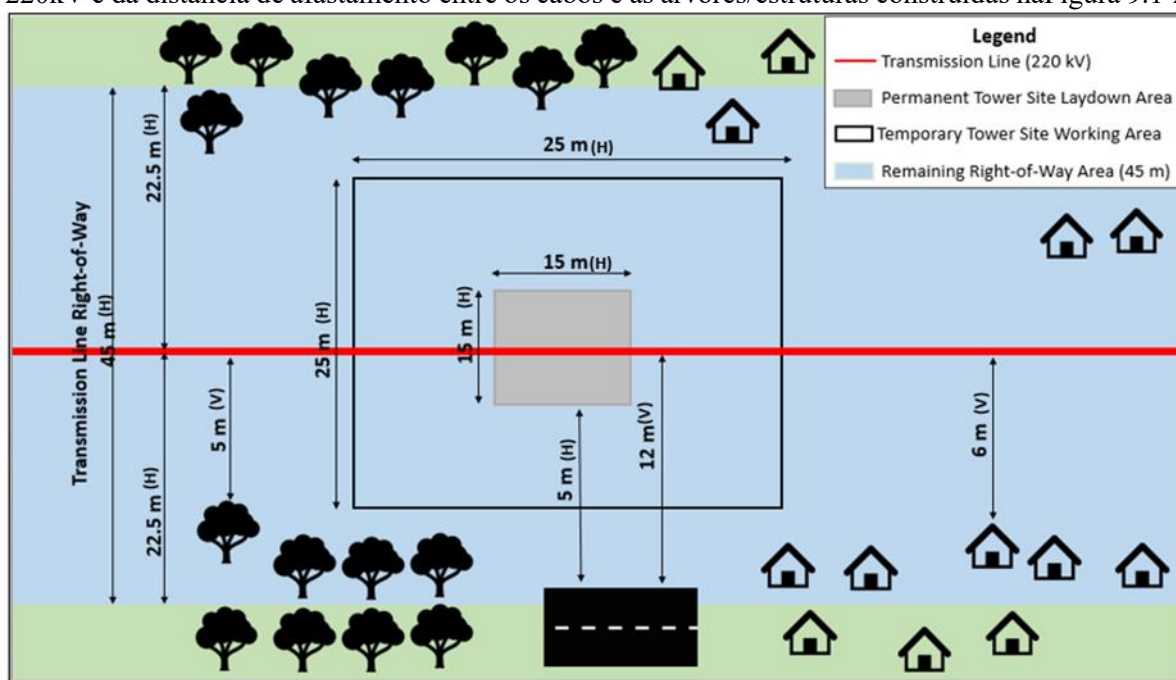 220kV e da distância de afastamento entre os cabos e as árvores/estruturas construídas naFigura 9.1-2
Legend
Transmission Line (220 kV)
Permanent Tower Site Laydown Area
Temporary Tower Site Working Area
Remaining Right-of-Way Area (45 m)
Transmission Line Right-of-Way
45 m (H)
22.5 m (H)
22.5 m (H)
25 m (H)
25 m (H)
15 m (H)
15 m (H)
5 m (V)
5 m (H)
12 m (V)
6 m (V)